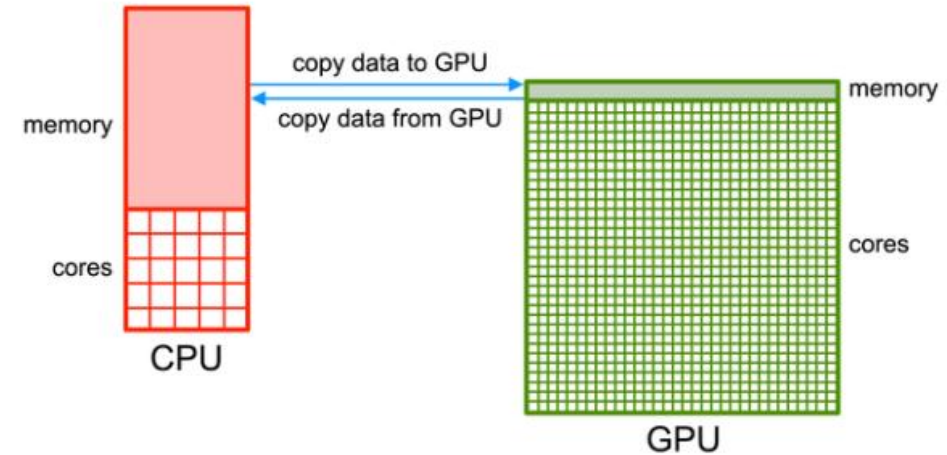 copy data to GPU
copy data from GPU
memory
memory
cores
cores
CPU
GPU